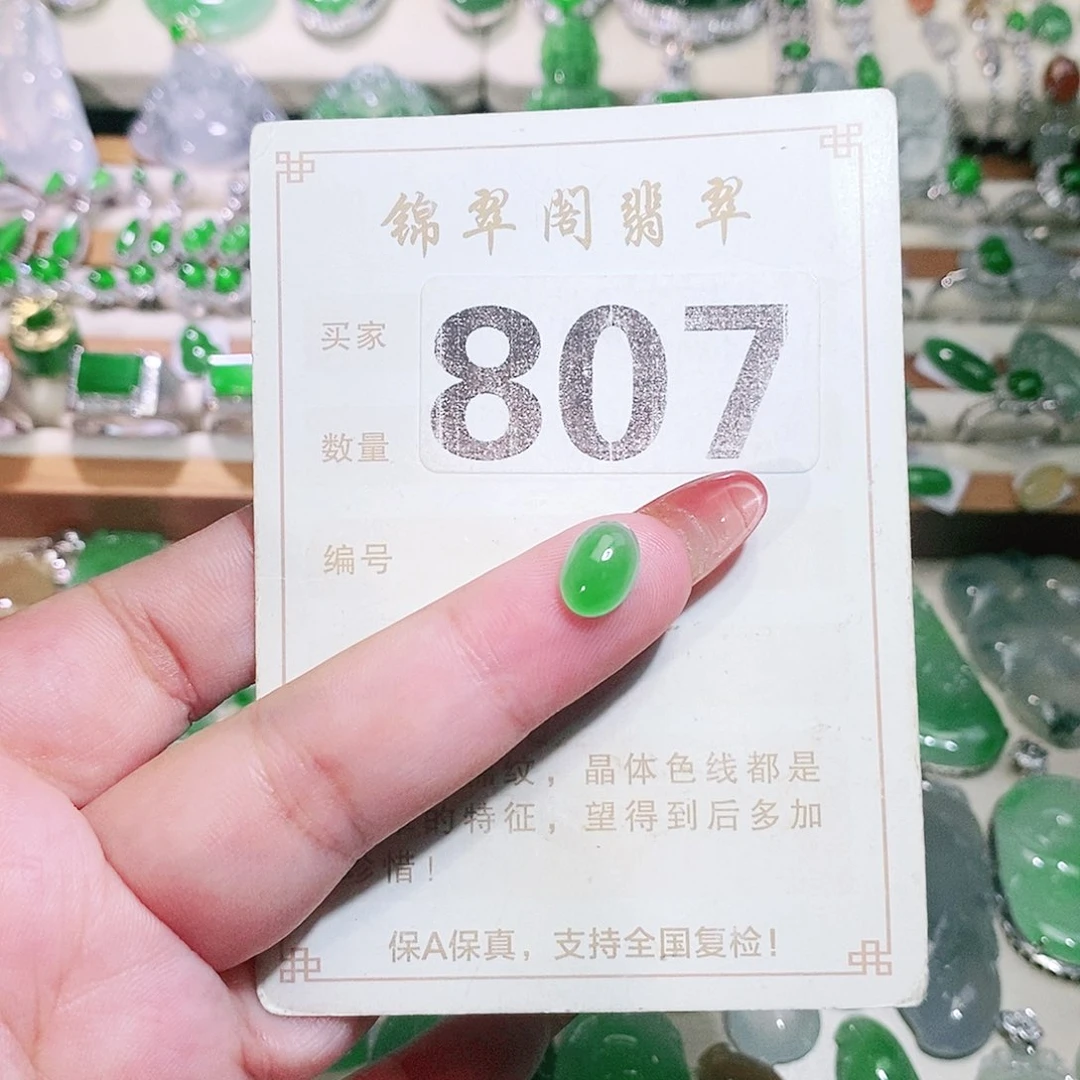 锦翠阁翡翠
买家
807
数量
编号
纹，晶体色线都是
的特征，望得到后多加
珍惜！
保A保真，支持全国复检！